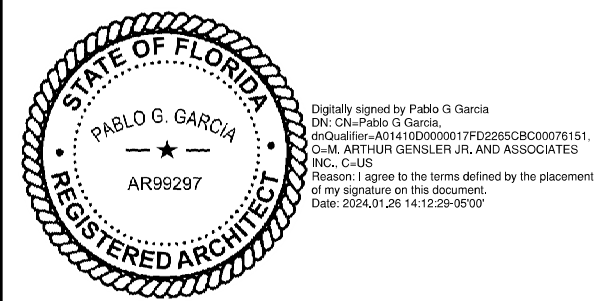 STATE OF FLORIDA
PABLO G. GARCIA
AR99297
REGISTERED ARCHITECT
Digitally signed by Pablo G Garcia
DN: CN=Pablo G Garcia,
dnQualifier=A01410D0000017FD2265CBC00076151,
O=M. ARTHUR GENSLER JR. AND ASSOCIATES
INC., C=US
Reason: I agree to the terms defined by the placement
of my signature on this document.
Date: 2024.01.26 14:12:29-05'00'